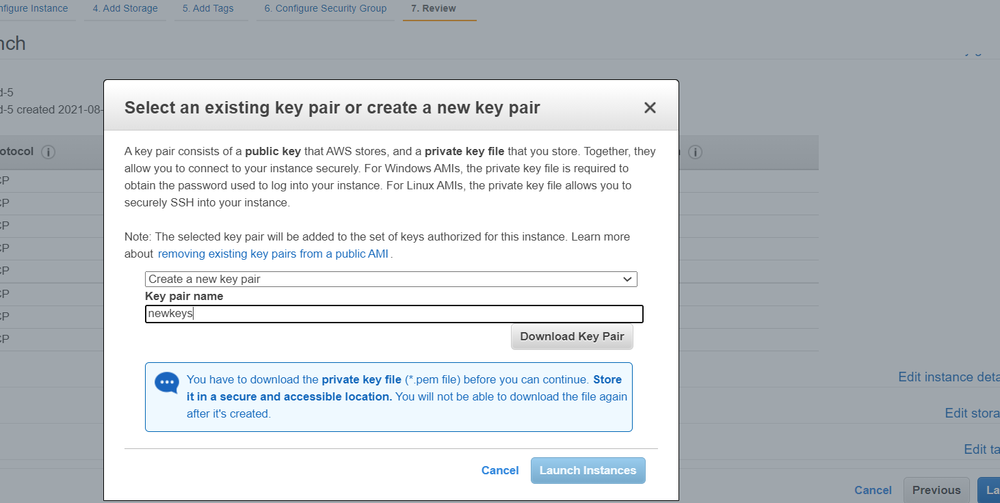 nfigure Instance 4. Add Storage 5. Add Tags 6. Configure Security Group 7. Review
nch
d-5
d-5 created 2021-08-
Select an existing key pair or create a new key pair
otocol
A key pair consists of a public key that AWS stores, and a private key file that you store. Together, they
allow you to connect to your instance securely. For Windows AMIs, the private key file is required to
obtain the password used to log into your instance. For Linux AMIs, the private key file allows you to
securely SSH into your instance.
CP
CP
CP
CP
CP
CP
CP
CP
Note: The selected key pair will be added to the set of keys authorized for this instance. Learn more
about removing existing key pairs from a public AMI.
Create a new key pair
Key pair name
newkeys
Download Key Pair
You have to download the private key file (*.pem file) before you can continue. Store
it in a secure and accessible location. You will not be able to download the file again
after it's created.
Edit instance deta
Edit stora
Edit ta
Cancel Launch Instances
Cancel Previous La